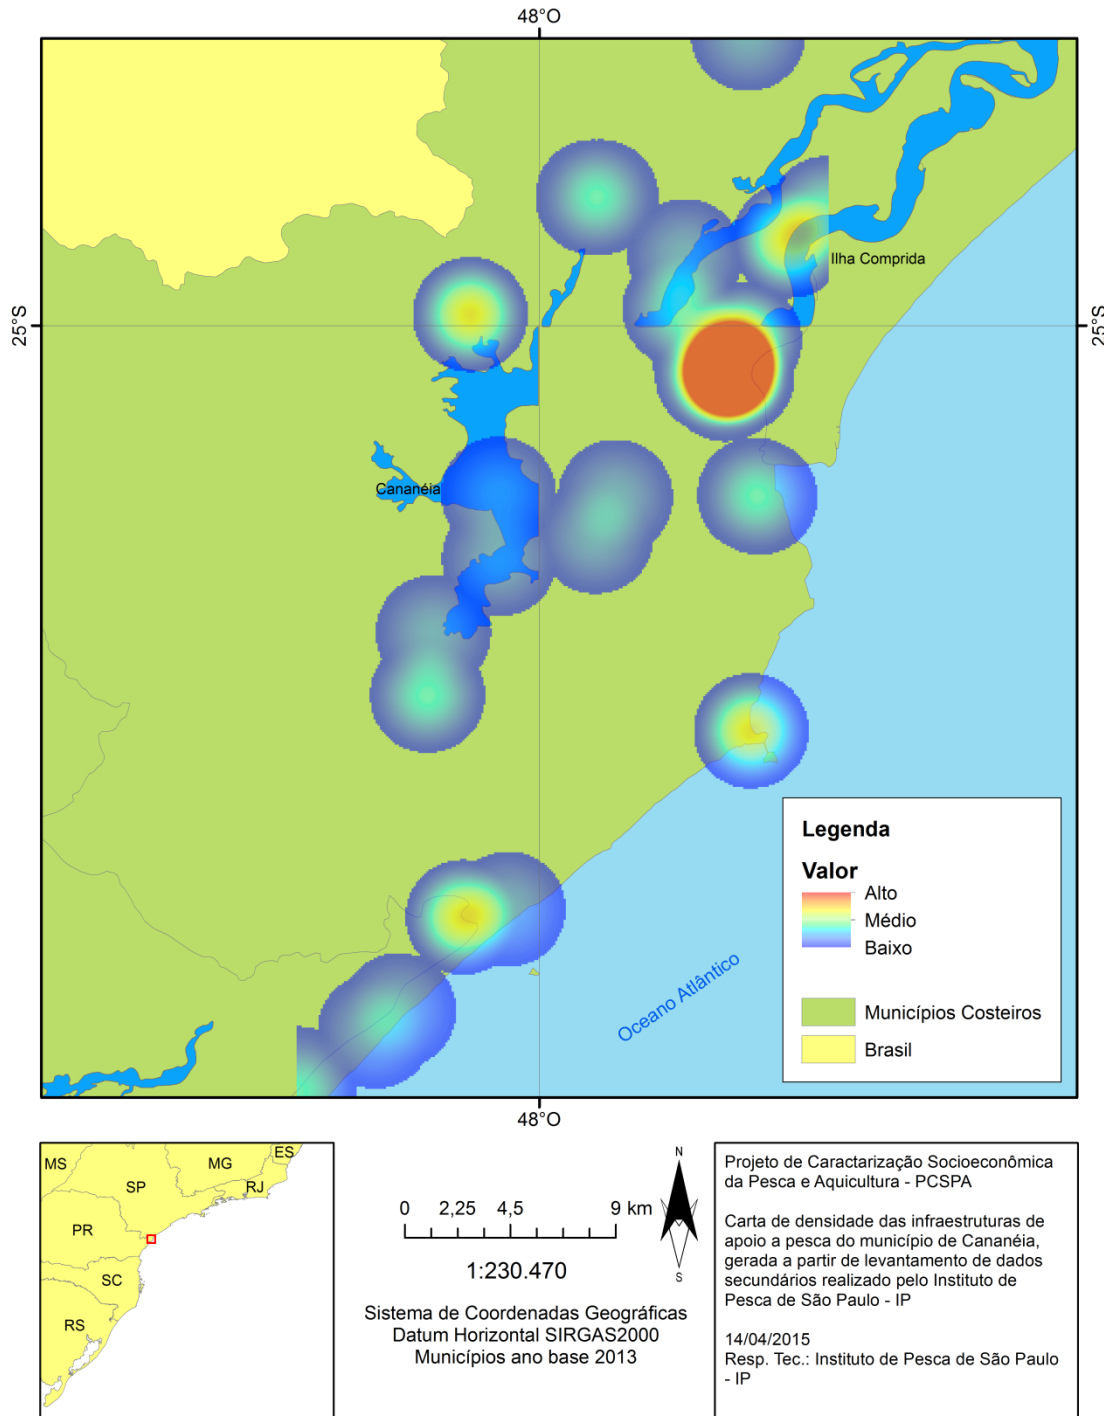 48°O
25°S
25°S
Ilha Comprida
Cananéia
Oceano Atlântico
Legenda
Valor
Alto
Médio
Baixo
Municípios Costeiros
Brasil
48°O
MS
SP
MG
ES
RJ
PR
SC
RS
N
S
0 2,25 4,5 9 km
1:230.470
Sistema de Coordenadas Geográficas
Datum Horizontal SIRGAS2000
Municípios ano base 2013
Projeto de Caractarização Socioeconômica
da Pesca e Aquicultura - PCSPA
Carta de densidade das infraestruturas de
apoio a pesca do município de Cananéia,
gerada a partir de levantamento de dados
secundários realizado pelo Instituto de
Pesca de São Paulo - IP
14/04/2015
Resp. Tec.: Instituto de Pesca de São Paulo
- IP